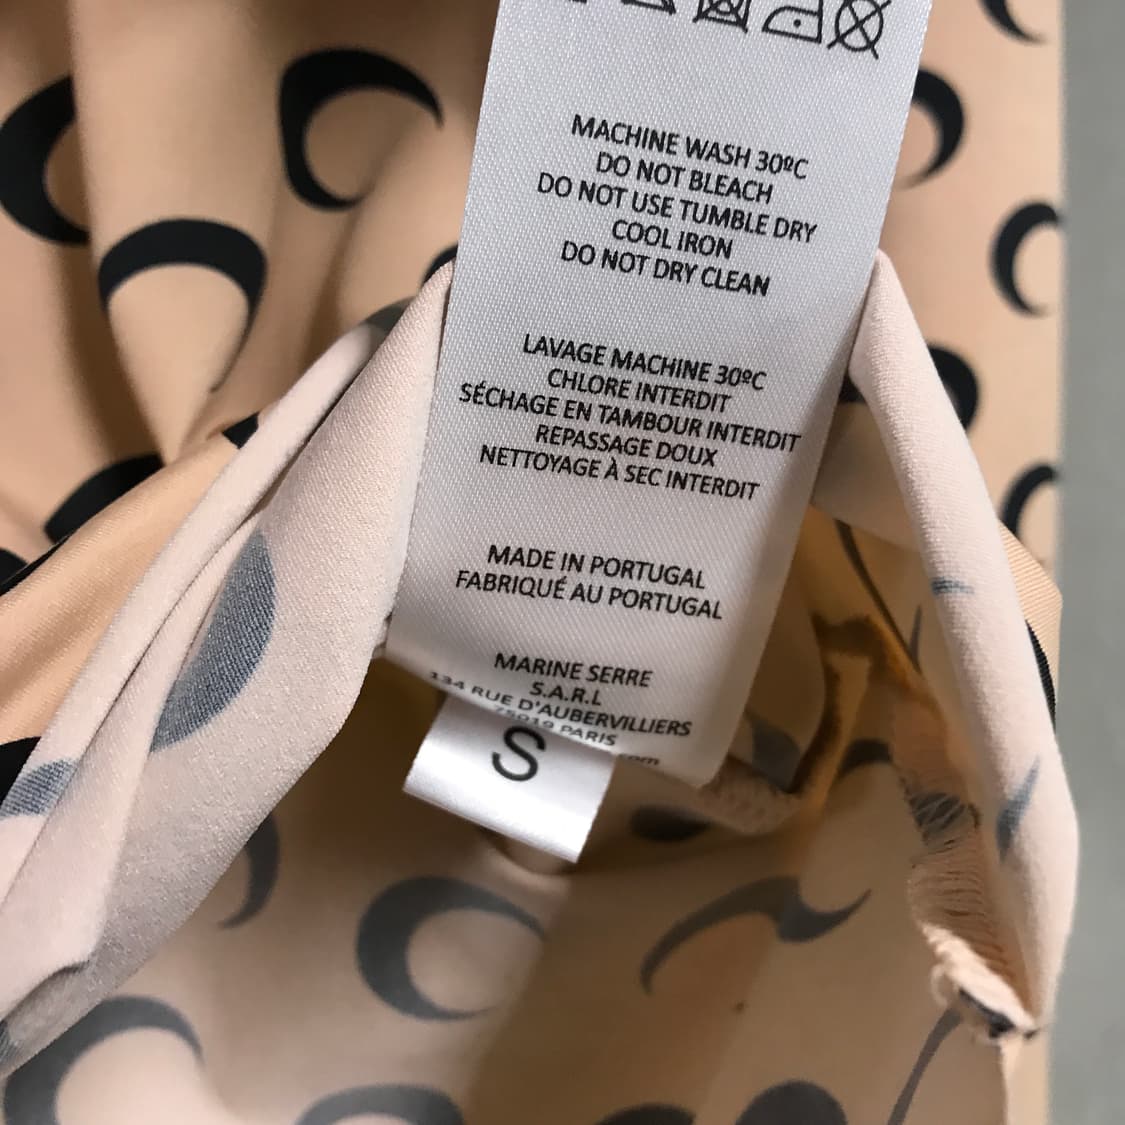 MACHINE WASH 30ºC
DO NOT BLEACH
DO NOT USE TUMBLE DRY
COOL IRON
DO NOT DRY CLEAN
LAVAGE MACHINE 30ºC
CHLORE INTERDIT
SÉCHAGE EN TAMBOUR INTERDIT
REPASSAGE DOUX
NETTOYAGE À SEC INTERDIT
MADE IN PORTUGAL
FABRIQUÉ AU PORTUGAL
MARINE SERRE
S.A.R.L
134 RUE D'AUBERVILLIERS
75019 PARIS
.com
S